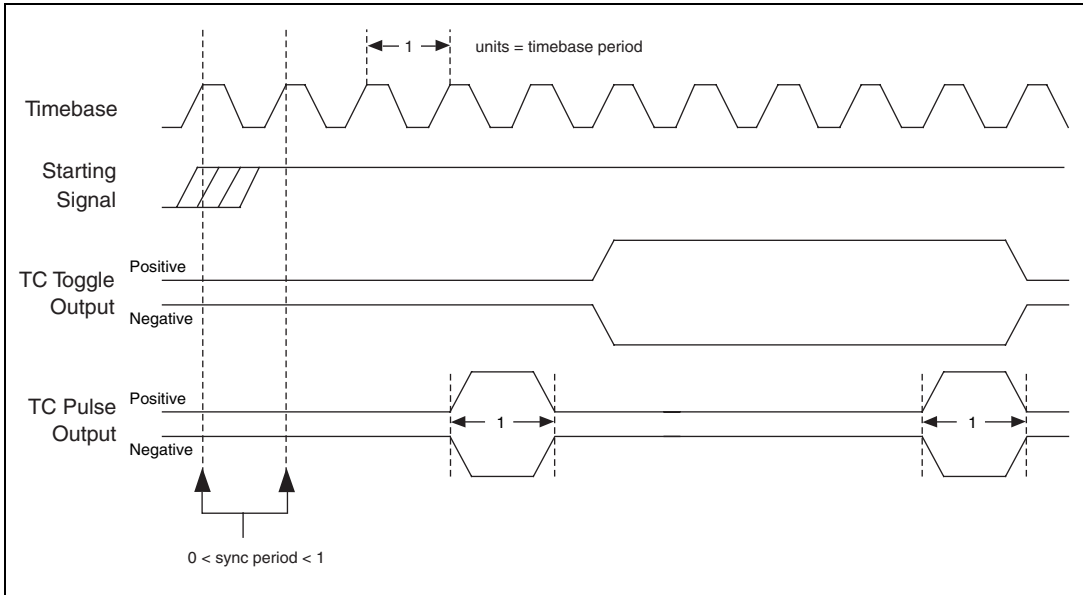 1
units = timebase period
Timebase
Starting
Signal
TC Toggle
Output
Positive
Negative
TC Pulse
Output
Positive
Negative
1
1
0 < sync period < 1